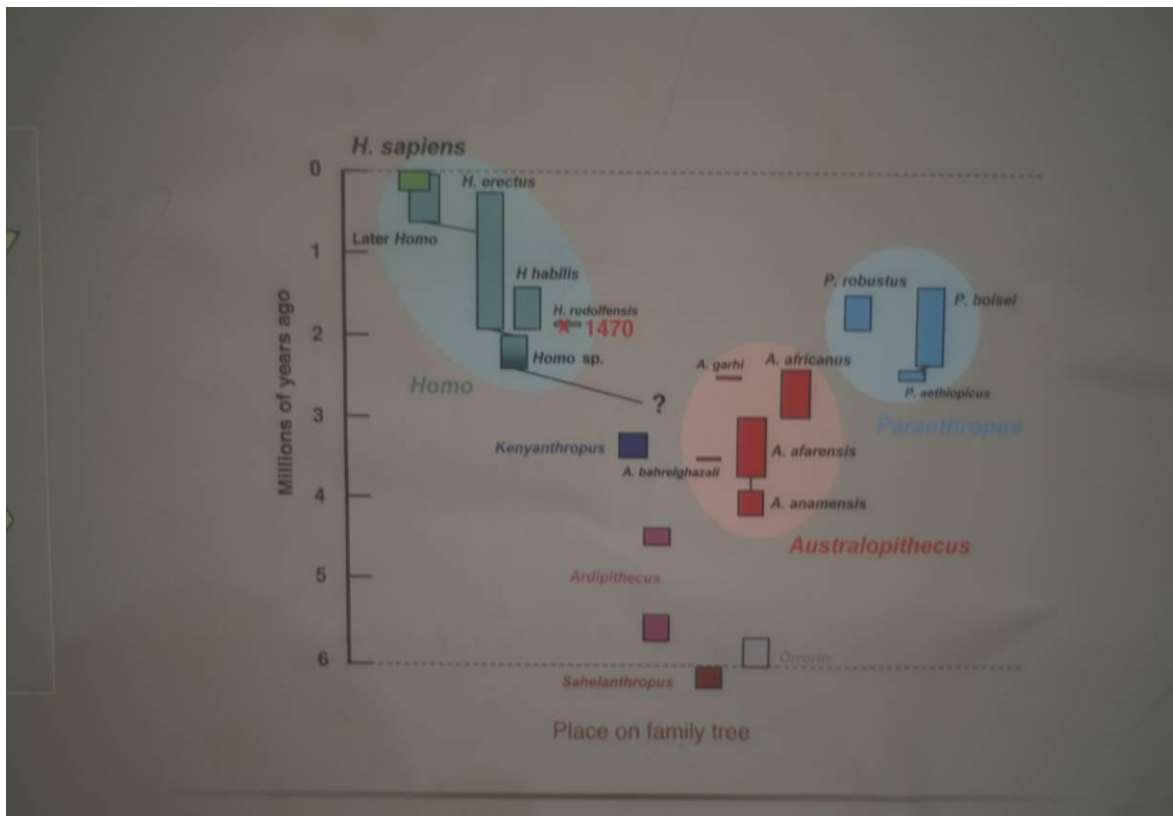 H. sapiens
0
H. erectus
Later Homo
1
H habilis
P. robustus
P. boisei
H. rudolfensis
1470
2
Homo sp.
A. garhi
A. africanus
Homo
P. aethiopicus
?
3
Paranthropus
Kenyanthropus
A. afarensis
A. bahrelghazali
4
A. anamensis
Australopithecus
5
Ardipithecus
6
Orrorin
Sahelanthropus
Millions of years ago
Place on family tree